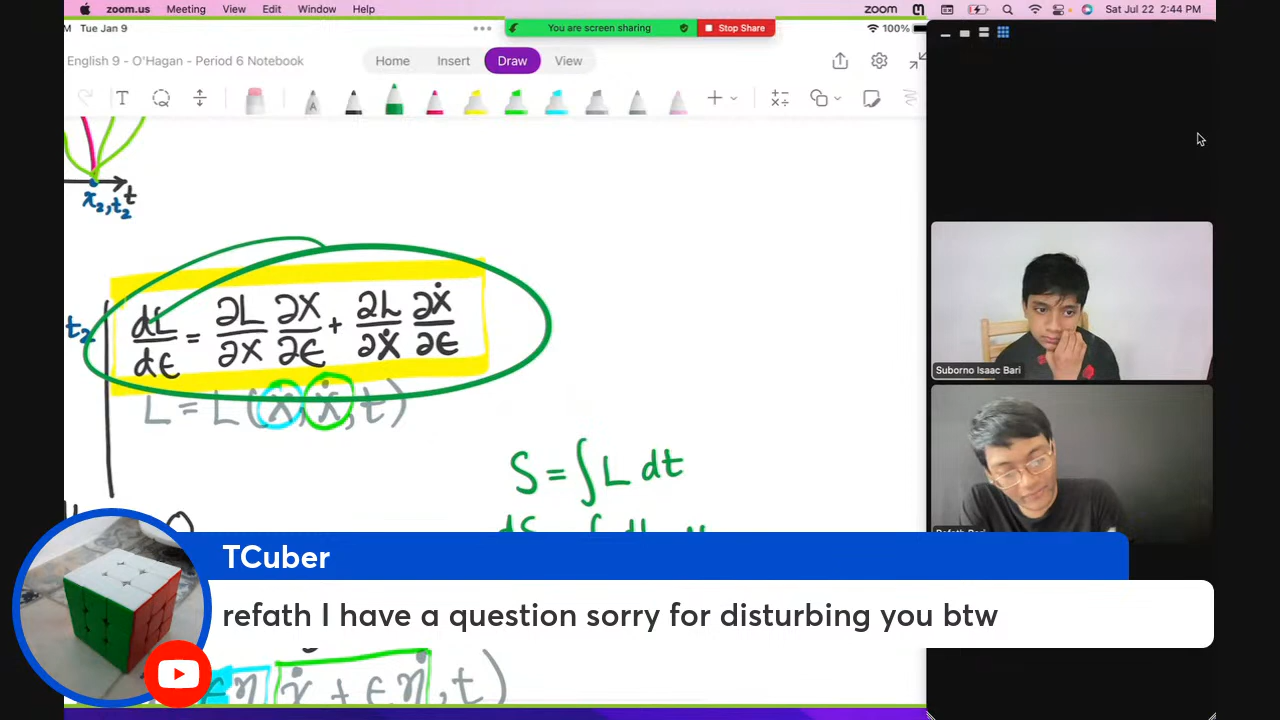 zoom.us Meeting View Edit Window Help
zoom Sat Jul 22 2:44 PM
Tue Jan 9
You are screen sharing Stop Share
100%
English 9 - O'Hagan - Period 6 Notebook
Home Insert Draw View
x₂,t₂ t
t₂
dL/dϵ = ∂L/∂x ∂x/∂ϵ + ∂L/∂ẋ ∂ẋ/∂ϵ
L = L(x, ẋ, t)
S = ∫ L dt
Suborno Isaac Bari
TCuber
refath I have a question sorry for disturbing you btw
ϵη, ẋ + ϵη̇, t)